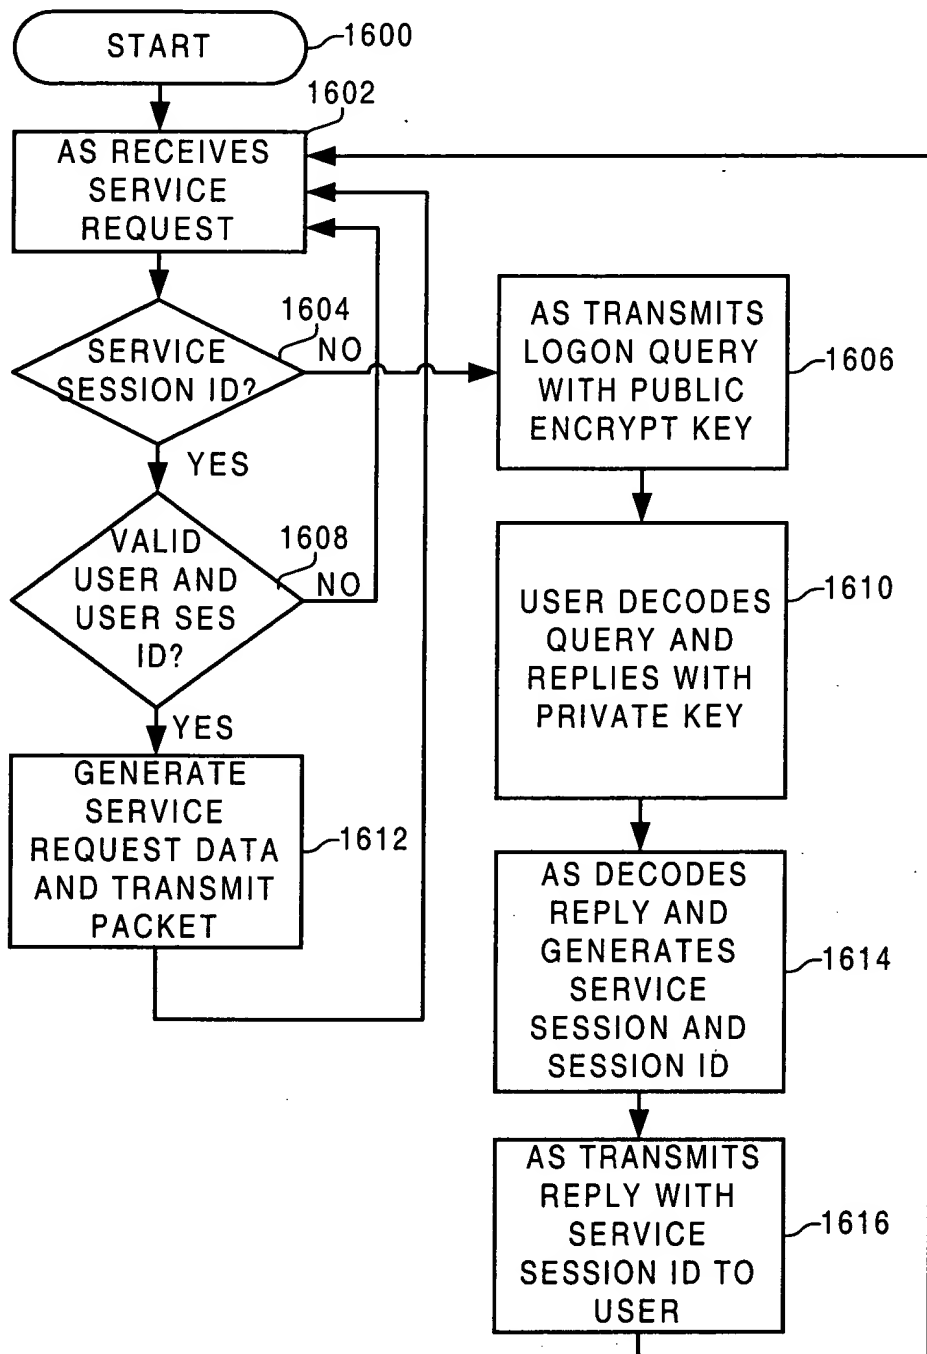 START
1600
1602
AS RECEIVES
SERVICE
REQUEST
1604
SERVICE
SESSION ID?
NO
YES
AS TRANSMITS
LOGON QUERY
WITH PUBLIC
ENCRYPT KEY
1606
1608
VALID
USER AND
USER SES
ID?
NO
YES
USER DECODES
QUERY AND
REPLIES WITH
PRIVATE KEY
1610
GENERATE
SERVICE
REQUEST DATA
AND TRANSMIT
PACKET
1612
AS DECODES
REPLY AND
GENERATES
SERVICE
SESSION AND
SESSION ID
1614
AS TRANSMITS
REPLY WITH
SERVICE
SESSION ID TO
USER
1616